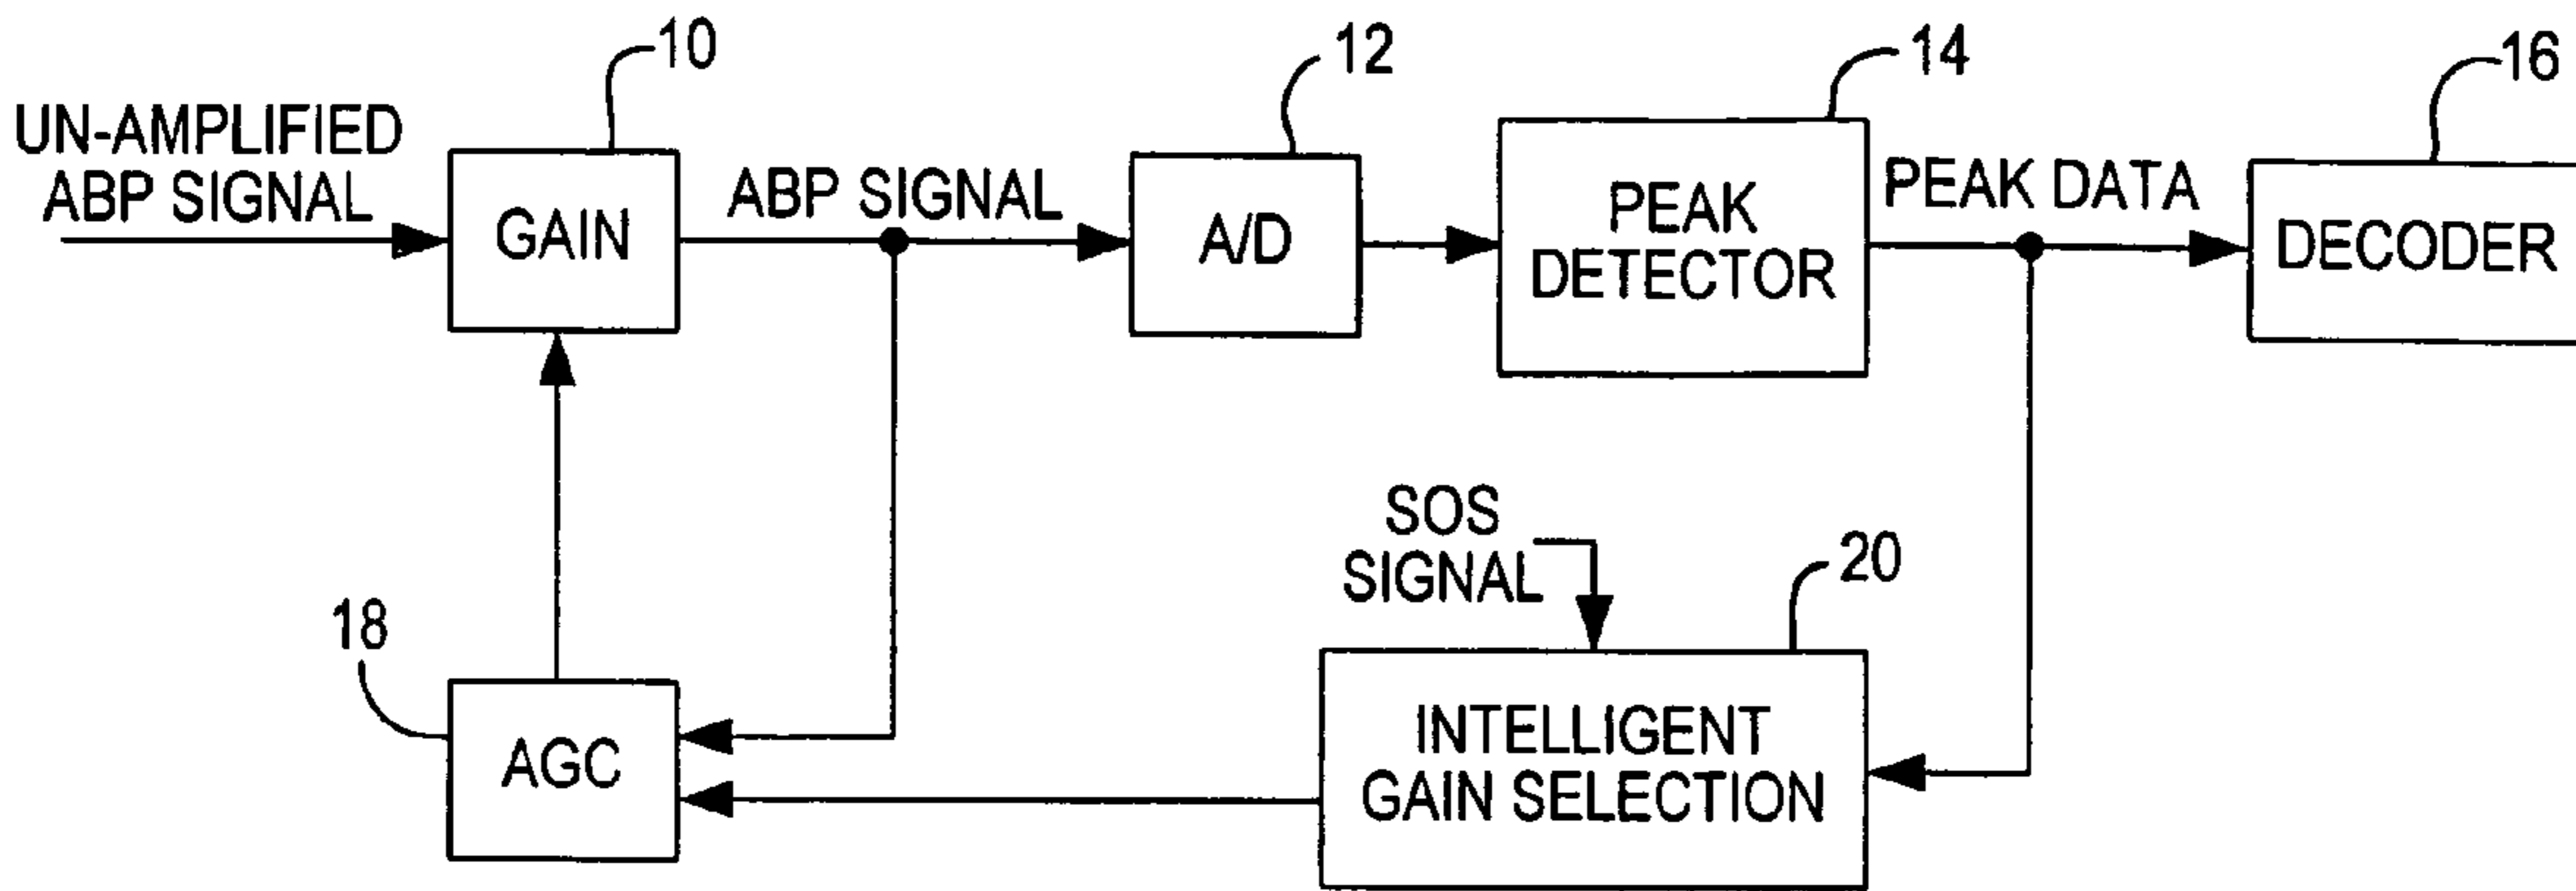 10
12
14
16
UN-AMPLIFIED
ABP SIGNAL
GAIN
ABP SIGNAL
A/D
PEAK
DETECTOR
PEAK DATA
DECODER
SOS
SIGNAL
20
18
AGC
INTELLIGENT
GAIN SELECTION